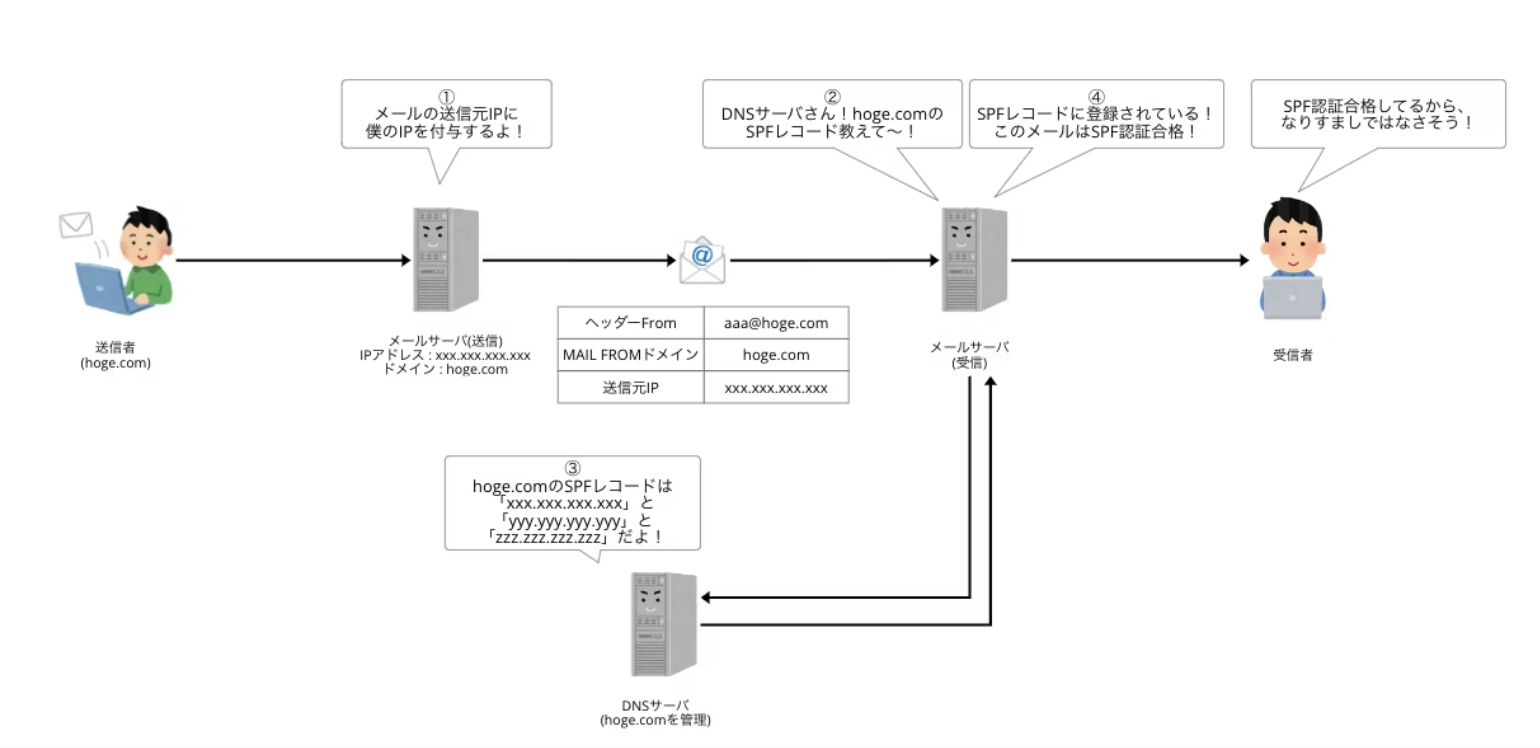 ①
メールの送信元IPに
僕のIPを付与するよ！
②
DNSサーバさん！hoge.comの
SPFレコード教えて〜！
④
SPFレコードに登録されている！
このメールはSPF認証合格！
SPF認証合格してるから、
なりすましではなさそう！
@
送信者
(hoge.com)
メールサーバ(送信)
IPアドレス : xxx.xxx.xxx.xxx
ドメイン : hoge.com
ヘッダーFrom aaa@hoge.com
MAIL FROMドメイン hoge.com
送信元IP xxx.xxx.xxx.xxx
メールサーバ
(受信)
受信者
③
hoge.comのSPFレコードは
「xxx.xxx.xxx.xxx」と
「yyy.yyy.yyy.yyy」と
「zzz.zzz.zzz.zzz」だよ！
DNSサーバ
(hoge.comを管理)